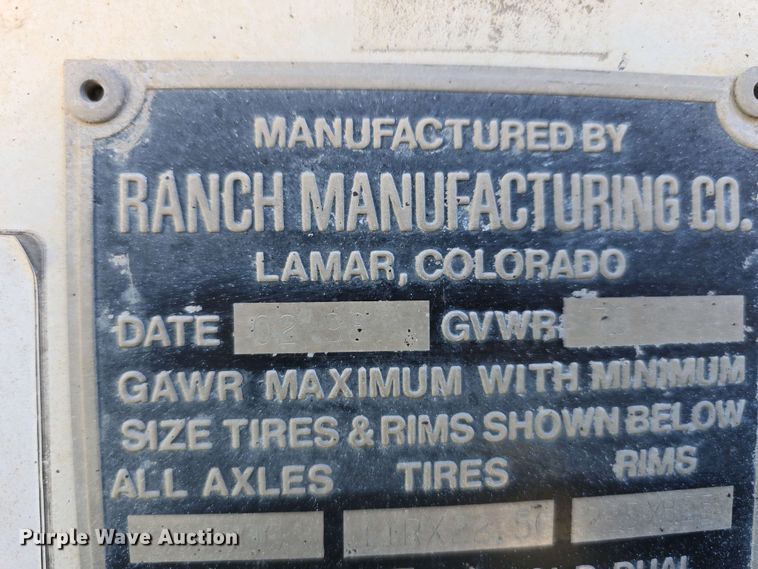 MANUFACTURED BY
RANCH MANUFACTURING CO.
LAMAR, COLORADO
DATE GVWR
GAWR MAXIMUM WITH MINIMUM
SIZE TIRES & RIMS SHOWN BELOW
ALL AXLES TIRES RIMS
Purple Wave Auction